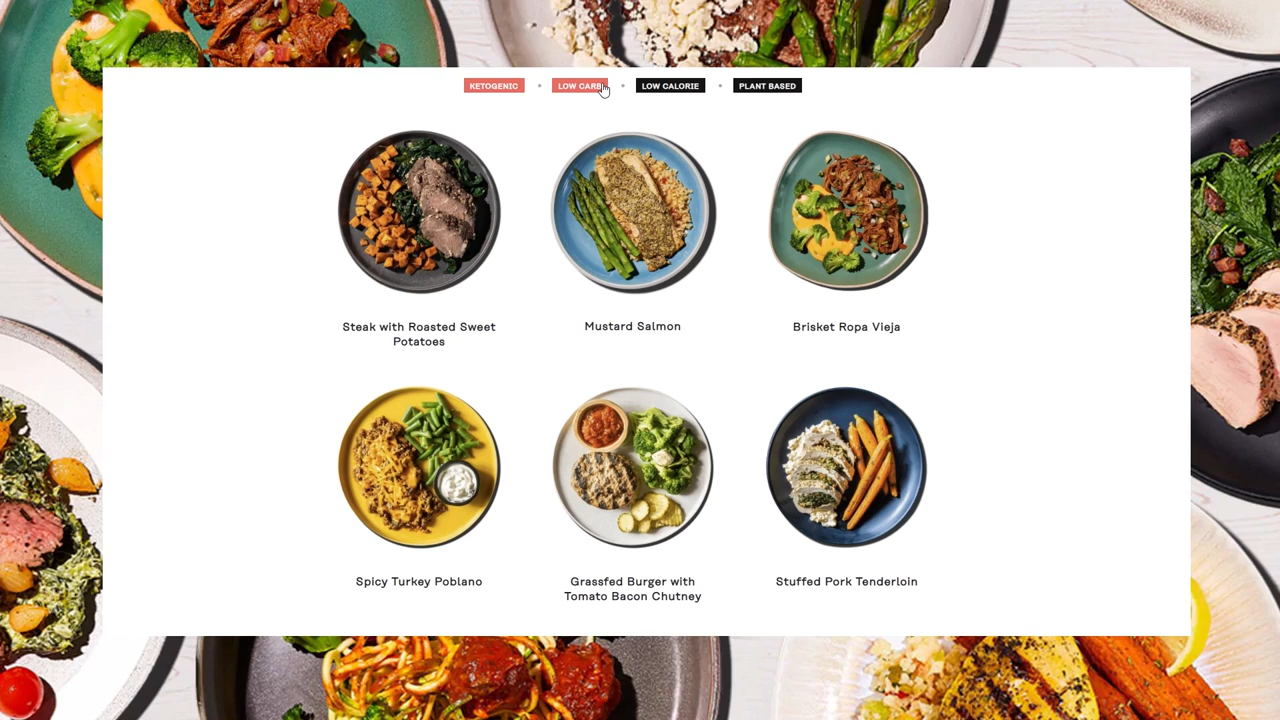 KETOGENIC • LOW CARB • LOW CALORIE • PLANT BASED
Steak with Roasted Sweet
Potatoes
Mustard Salmon
Brisket Ropa Vieja
Spicy Turkey Poblano
Grassfed Burger with
Tomato Bacon Chutney
Stuffed Pork Tenderloin